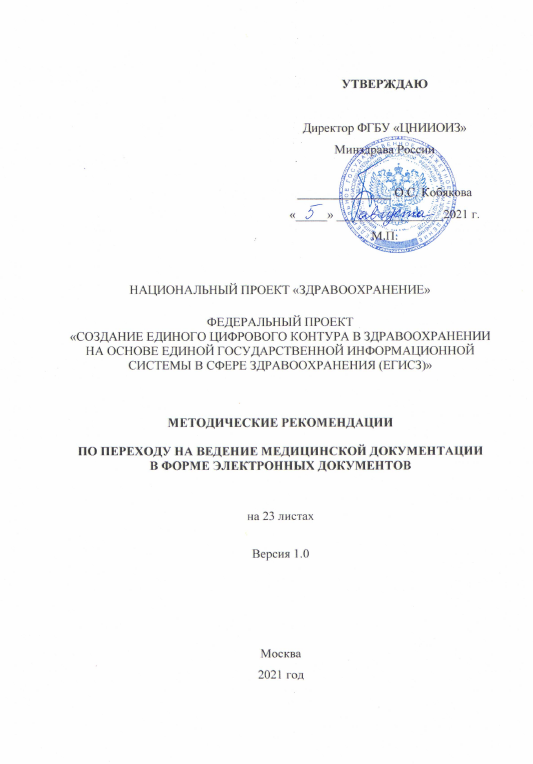 УТВЕРЖДАЮ
Директор ФГБУ «ЦНИИОИЗ»
Минздрава России
О.С. Кобякова
« 5 » августа 2021 г.
М.П.
НАЦИОНАЛЬНЫЙ ПРОЕКТ «ЗДРАВООХРАНЕНИЕ»
ФЕДЕРАЛЬНЫЙ ПРОЕКТ
«СОЗДАНИЕ ЕДИНОГО ЦИФРОВОГО КОНТУРА В ЗДРАВООХРАНЕНИИ
НА ОСНОВЕ ЕДИНОЙ ГОСУДАРСТВЕННОЙ ИНФОРМАЦИОННОЙ
СИСТЕМЫ В СФЕРЕ ЗДРАВООХРАНЕНИЯ (ЕГИСЗ)»
МЕТОДИЧЕСКИЕ РЕКОМЕНДАЦИИ
ПО ПЕРЕХОДУ НА ВЕДЕНИЕ МЕДИЦИНСКОЙ ДОКУМЕНТАЦИИ
В ФОРМЕ ЭЛЕКТРОННЫХ ДОКУМЕНТОВ
на 23 листах
Версия 1.0
Москва
2021 год